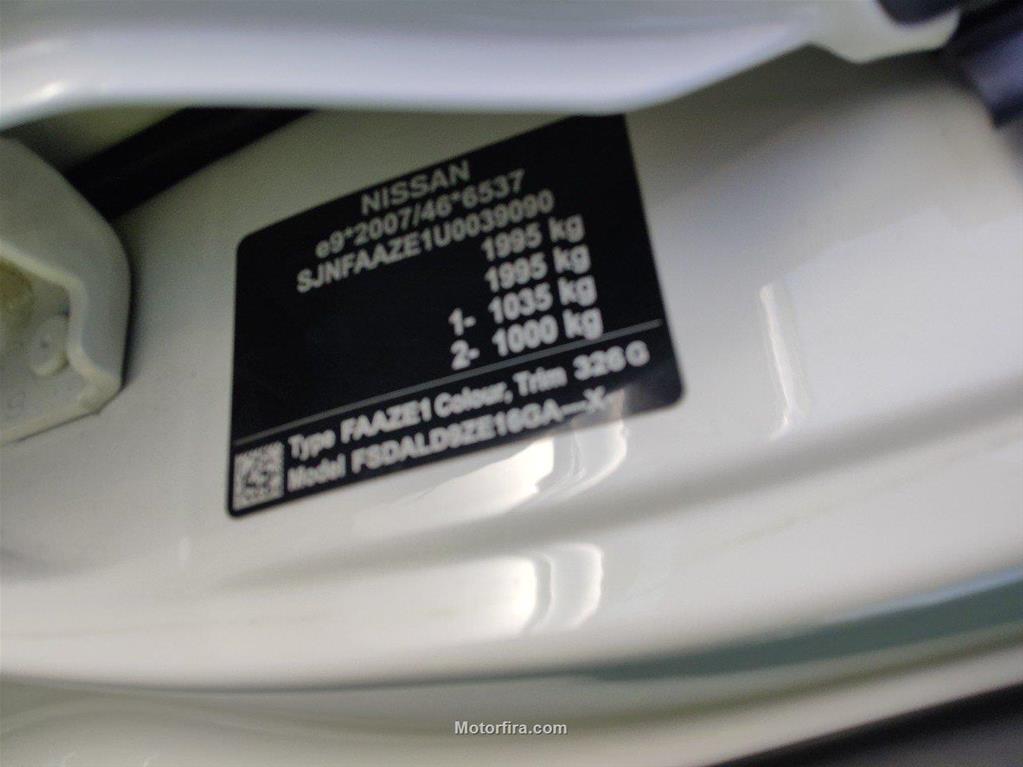 NISSAN
e9*2007/46*6537
SJNFAAZE1U0039090
1995 kg
1995 kg
1- 1035 kg
2- 1000 kg
Type FAAZE1 Colour, Trim 326 G
Model FSDALD9ZE16GA—X-
Motorfira.com